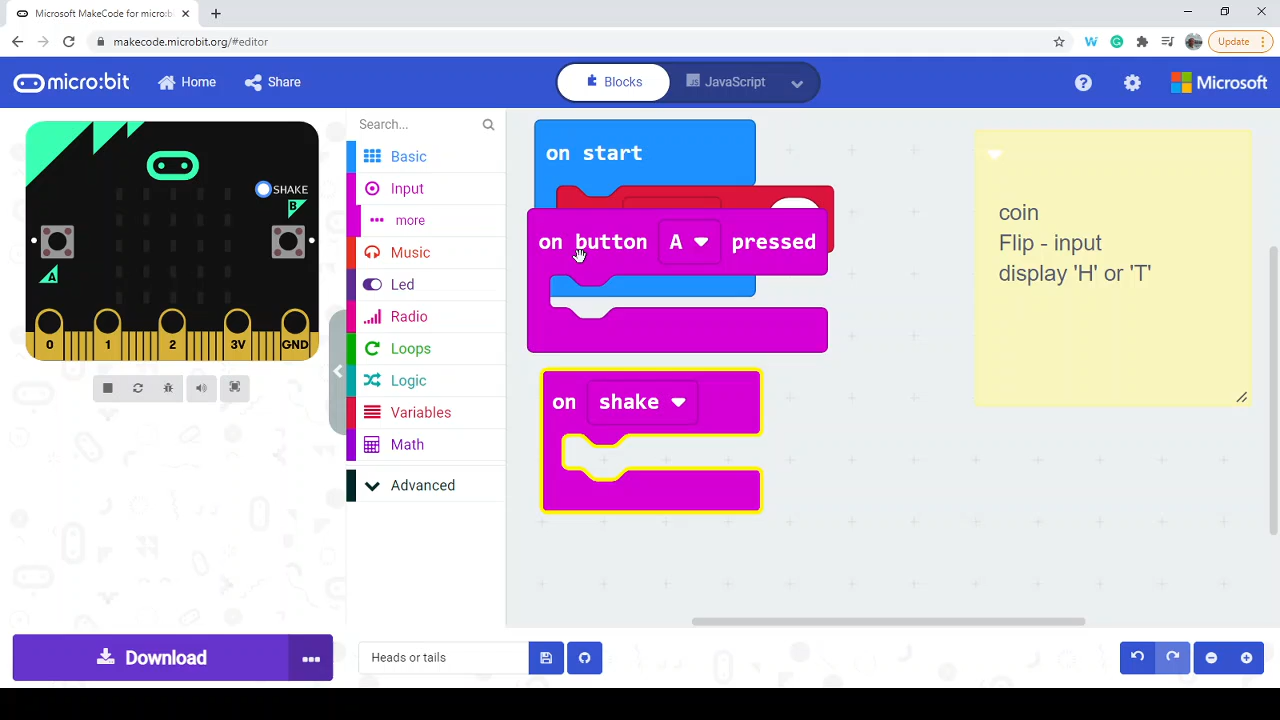 Microsoft MakeCode for micro:b
makecode.microbit.org/#editor
Update
micro:bit
Home
Share
Blocks
JavaScript
Microsoft
SHAKE
B
A
0
1
2
3V
GND
Search...
Basic
Input
more
Music
Led
Radio
Loops
Logic
Variables
Math
Advanced
on start
on button A pressed
on shake
coin
Flip - input
display 'H' or 'T'
Download
Heads or tails